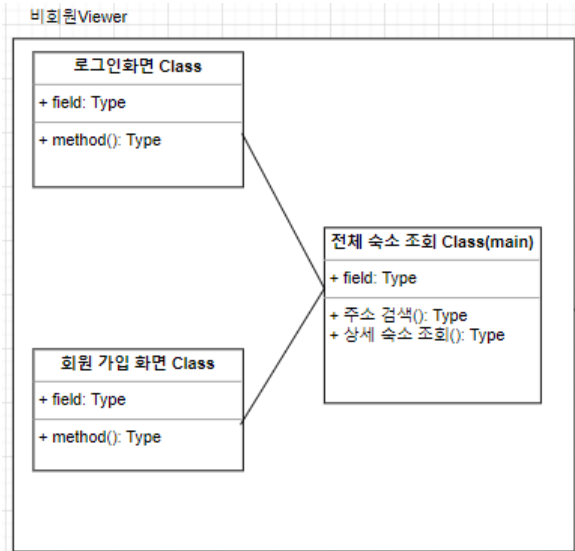 비회원Viewer
로그인화면 Class
+ field: Type
+ method(): Type
전체 숙소 조회 Class(main)
+ field: Type
+ 주소 검색(): Type
+ 상세 숙소 조회(): Type
회원 가입 화면 Class
+ field: Type
+ method(): Type